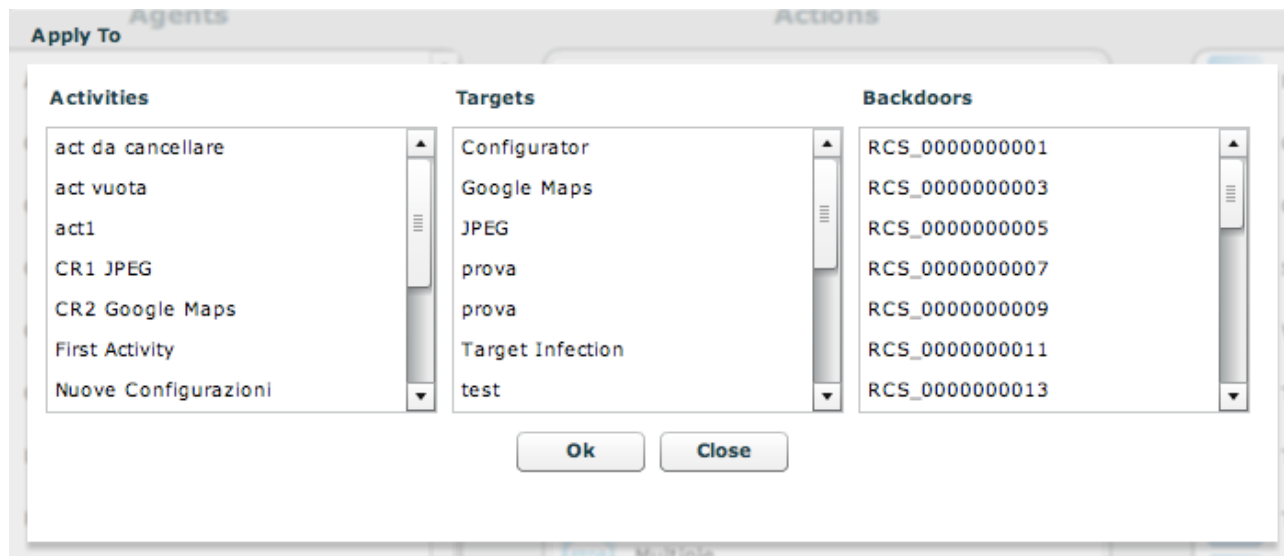 Agents
Actions
Apply To
Activities
Targets
Backdoors
act da cancellare
act vuota
act1
CR1 JPEG
CR2 Google Maps
First Activity
Nuove Configurazioni
Configurator
Google Maps
JPEG
prova
prova
Target Infection
test
RCS_0000000001
RCS_0000000003
RCS_0000000005
RCS_0000000007
RCS_0000000009
RCS_0000000011
RCS_0000000013
Ok
Close
Multiple